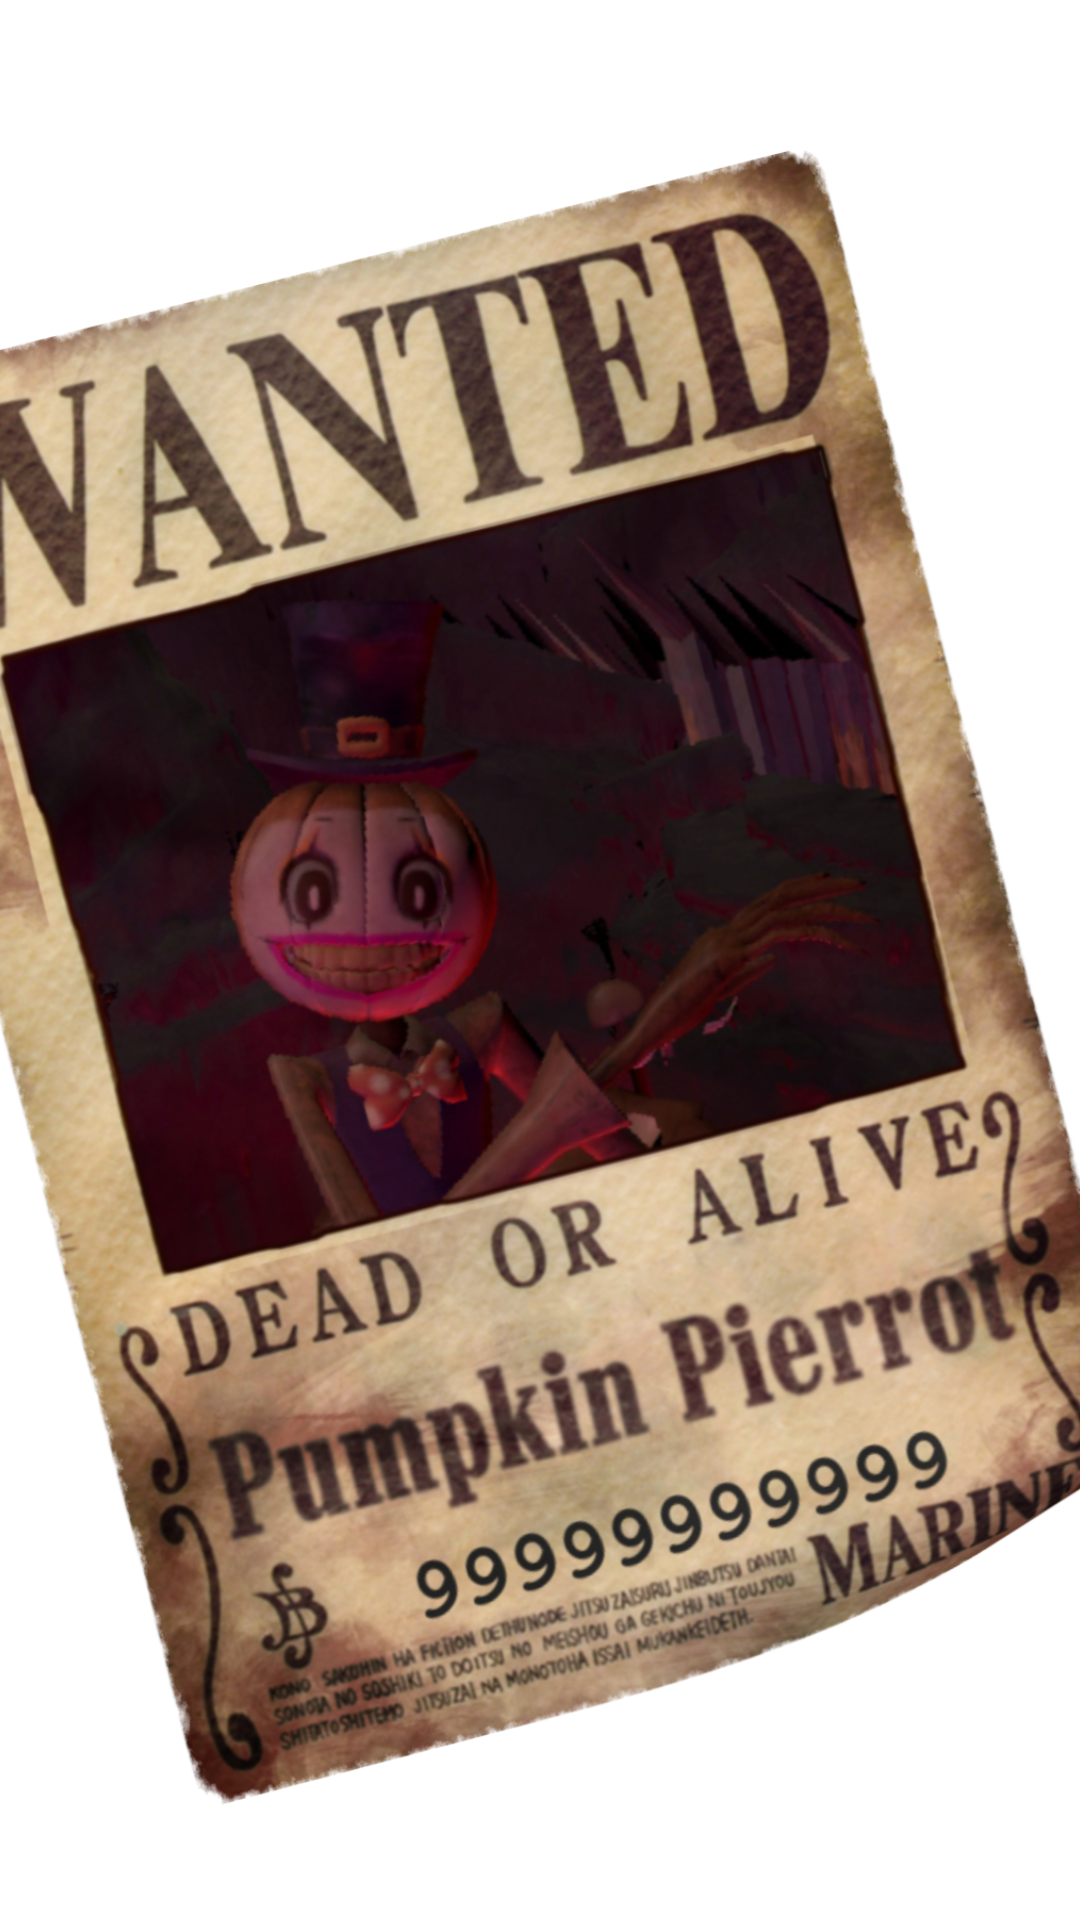 WANTED
DEAD OR ALIVE
Pumpkin Pierrot
99999999999
MARINE
KONO SAKUHIN HA FICTION DETHUNODE JITSUZAISURU JINBUTSU DANTAI
SONOTA NO SOSHIKI TO DOITSU NO MEISHOU GA GEKICHU NI TOUJYOU
SHITATOSHITEMO JITSUZAI NA MONOTOHA ISSAI MUKANKEIDETH.